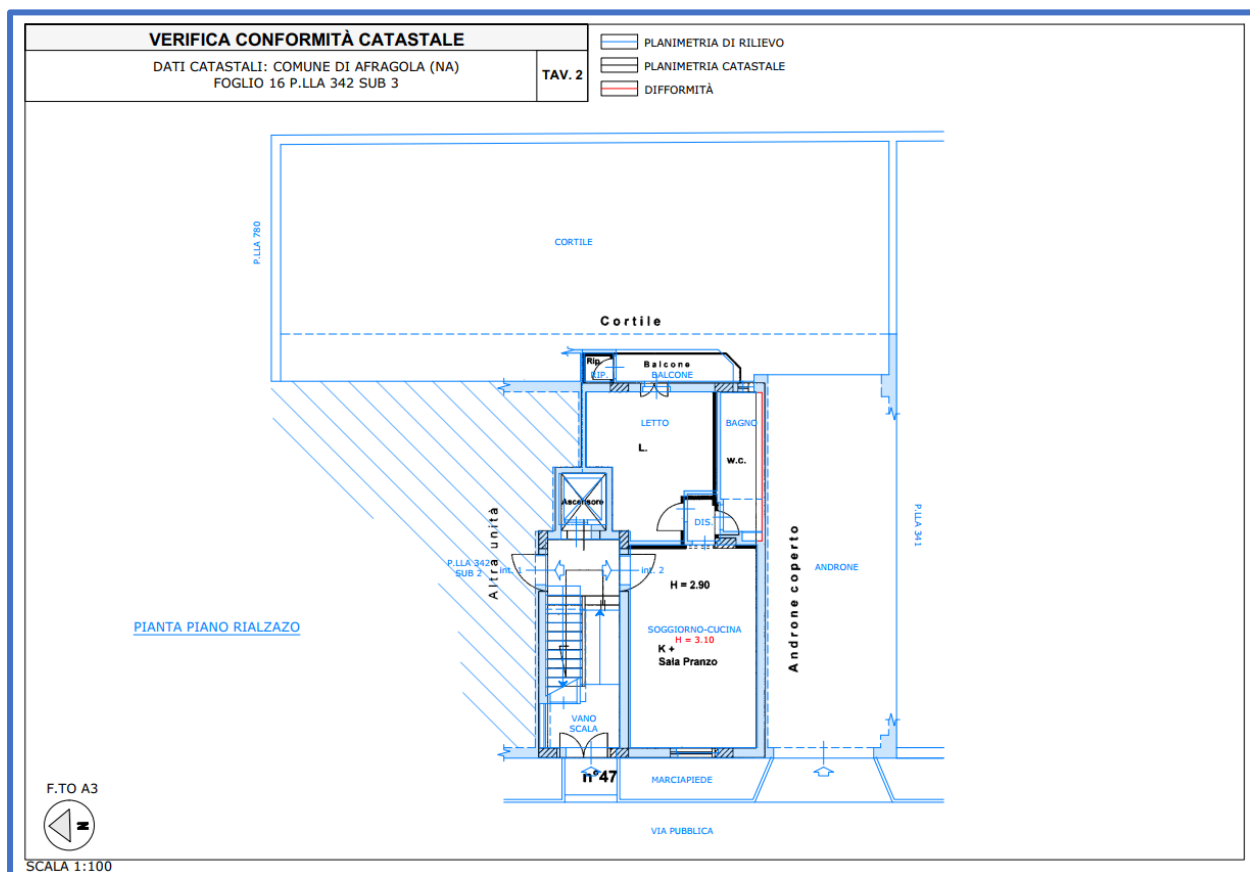 VERIFICA CONFORMITÀ CATASTALE
DATI CATASTALI: COMUNE DI AFRAGOLA (NA)
FOGLIO 16 P.LLA 342 SUB 3
TAV. 2
PLANIMETRIA DI RILIEVO
PLANIMETRIA CATASTALE
DIFFORMITÀ
P.LLA 780
CORTILE
Cortile
Rip.
Balcone
RIP.
BALCONE
LETTO
BAGNO
L.
W.C.
Ascensore
DIS.
Altra unità
P.LLA 342
SUB 2
int. 1
int. 2
H = 2.90
Androne coperto
ANDRONE
P.LLA 341
PIANTA PIANO RIALZAZO
SOGGIORNO-CUCINA
H = 3.10
K +
Sala Pranzo
VANO
SCALA
n°47
MARCIAPIEDE
VIA PUBBLICA
F.TO A3
N
SCALA 1:100